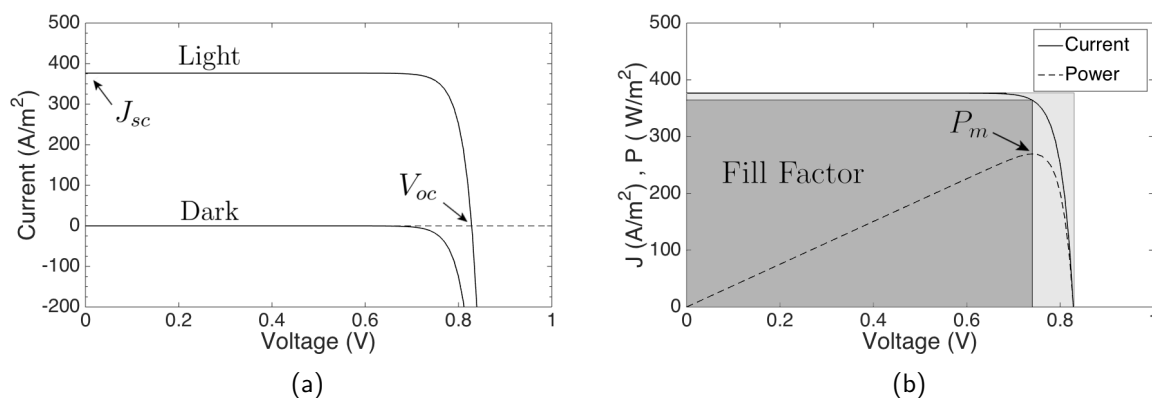 500
400
300
200
100
0
-100
-200
Current (A/m²)
Light
J_sc
V_oc
Dark
0 0.2 0.4 0.6 0.8 1
Voltage (V)
(a)
500
400
300
200
100
0
J (A/m²) , P ( W/m²)
Current
Power
P_m
Fill Factor
0 0.2 0.4 0.6 0.8 1
Voltage (V)
(b)